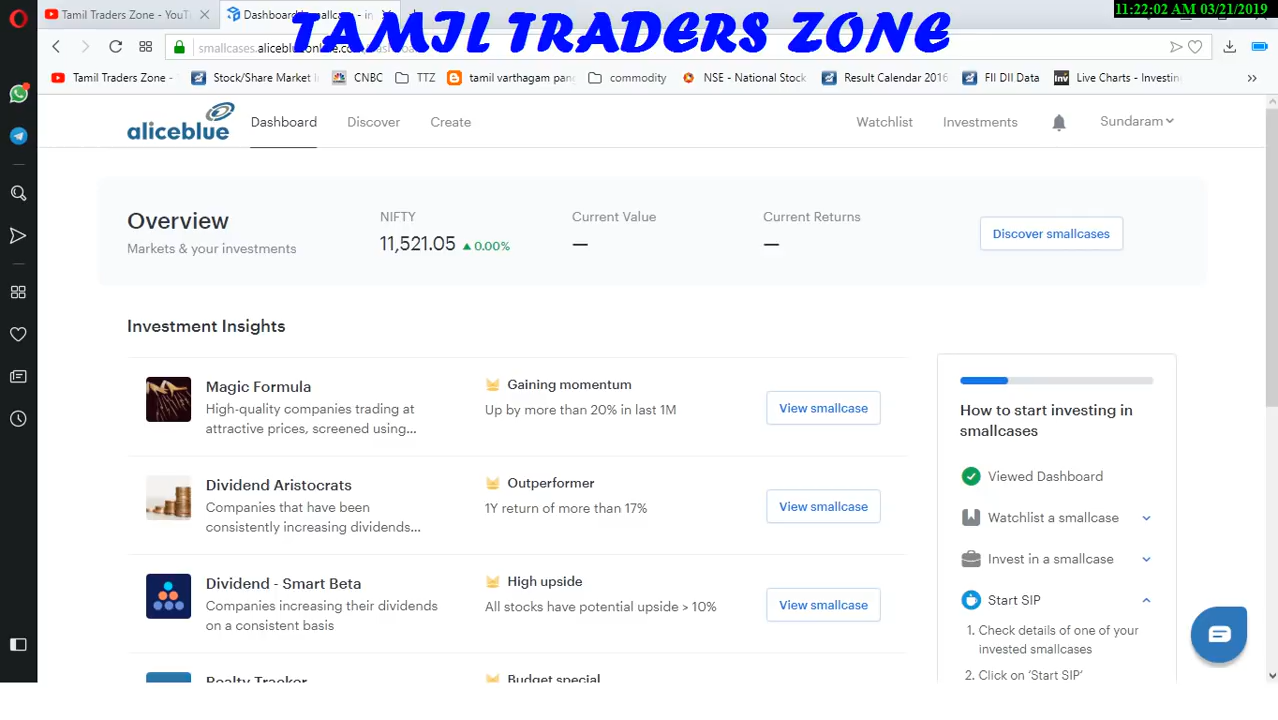 Tamil Traders Zone - YouT
Dashboard
TAMIL TRADERS ZONE
11:22:02 AM 03/21/2019
smallcases.aliceblueonline.co
Tamil Traders Zone -
Stock/Share Market I
CNBC
TTZ
tamil varthagam pan
commodity
NSE - National Stock
Result Calendar 2016
FII DII Data
Inv
Live Charts - Investin
aliceblue
Dashboard
Discover
Create
Watchlist
Investments
Sundaram
Overview
Markets & your investments
NIFTY
11,521.05 0.00%
Current Value
—
Current Returns
—
Discover smallcases
Investment Insights
Magic Formula
High-quality companies trading at
attractive prices, screened using...
Gaining momentum
Up by more than 20% in last 1M
View smallcase
Dividend Aristocrats
Companies that have been
consistently increasing dividends...
Outperformer
1Y return of more than 17%
View smallcase
Dividend - Smart Beta
Companies increasing their dividends
on a consistent basis
High upside
All stocks have potential upside > 10%
View smallcase
Realty Tracker
Budget special
How to start investing in
smallcases
Viewed Dashboard
Watchlist a smallcase
Invest in a smallcase
Start SIP
1. Check details of one of your
invested smallcases
2. Click on 'Start SIP'